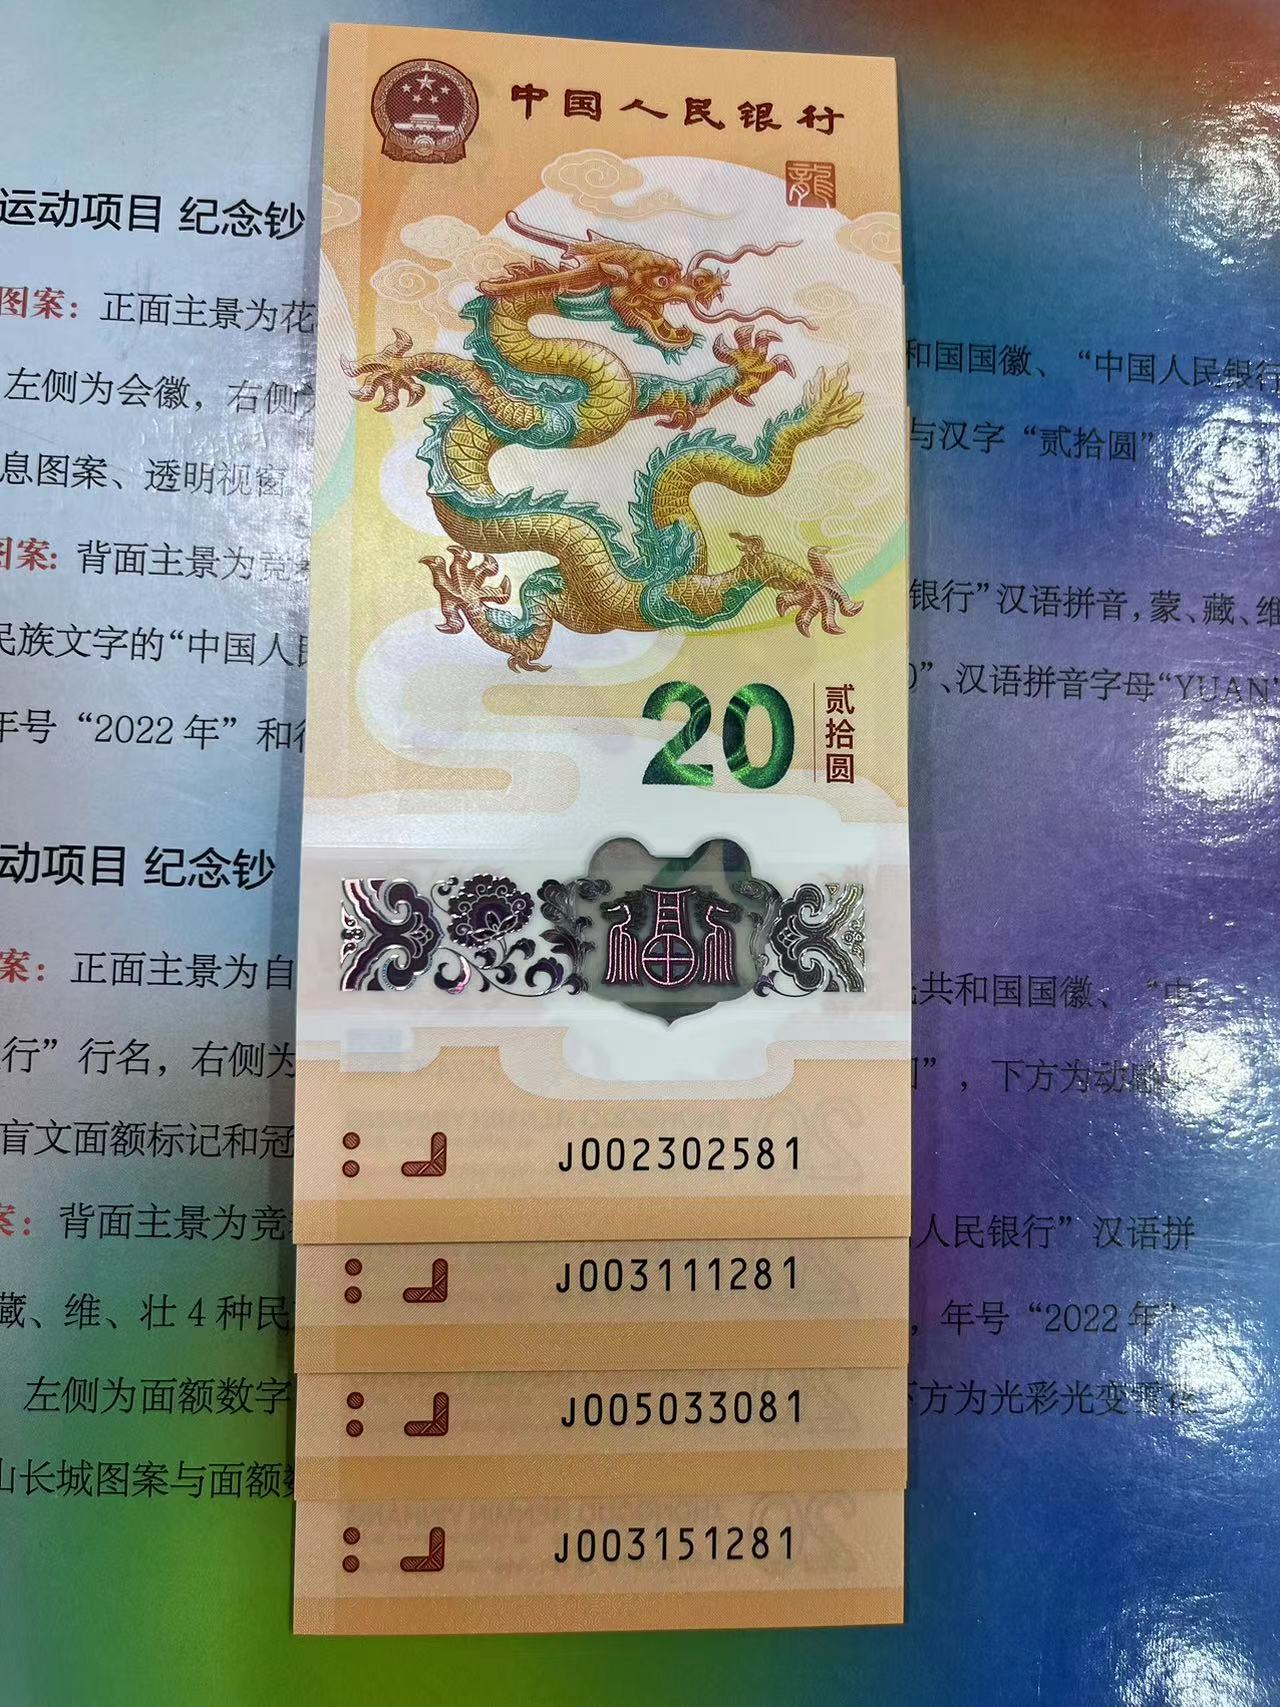 中国人民银行
龍
20
贰拾圆
J002302581
J003111281
J005033081
J003151281
运动项目 纪念钞
图案：正面主景为花
左侧为会徽，右侧
息图案、透明视窗
图案：背面主景为竞
民族文字的“中国人民
年号“2022年”和行
动项目 纪念钞
案：正面主景为自
行”行名，右侧为
盲文面额标记和冠
案：背面主景为竞
藏、维、壮4种民
左侧为面额数字
山长城图案与面额数
和国国徽、“中国人民银行
与汉字“贰拾圆”
银行”汉语拼音，蒙、藏、维
0”、汉语拼音字母“YUAN”
共和国国徽、“中
”，下方为动
人民银行”汉语拼
，年号“2022年”
下方为光彩光变雪花